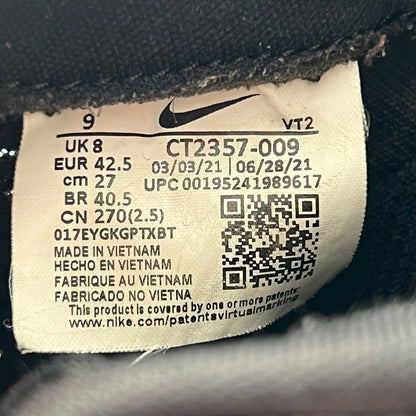 9 VT2
UK 8 CT2357-009
EUR 42.5 03/03/21 06/28/21
cm 27 UPC 00195241989617
BR 40.5
CN 270(2.5)
017EYGKGPTXBT
MADE IN VIETNAM
HECHO EN VIETNAM
FABRIQUE AU VIETNAM
FABRICADO NO VIETNA
This product is covered by one or more patents:
www.nike.com/patentsvirtualmarking